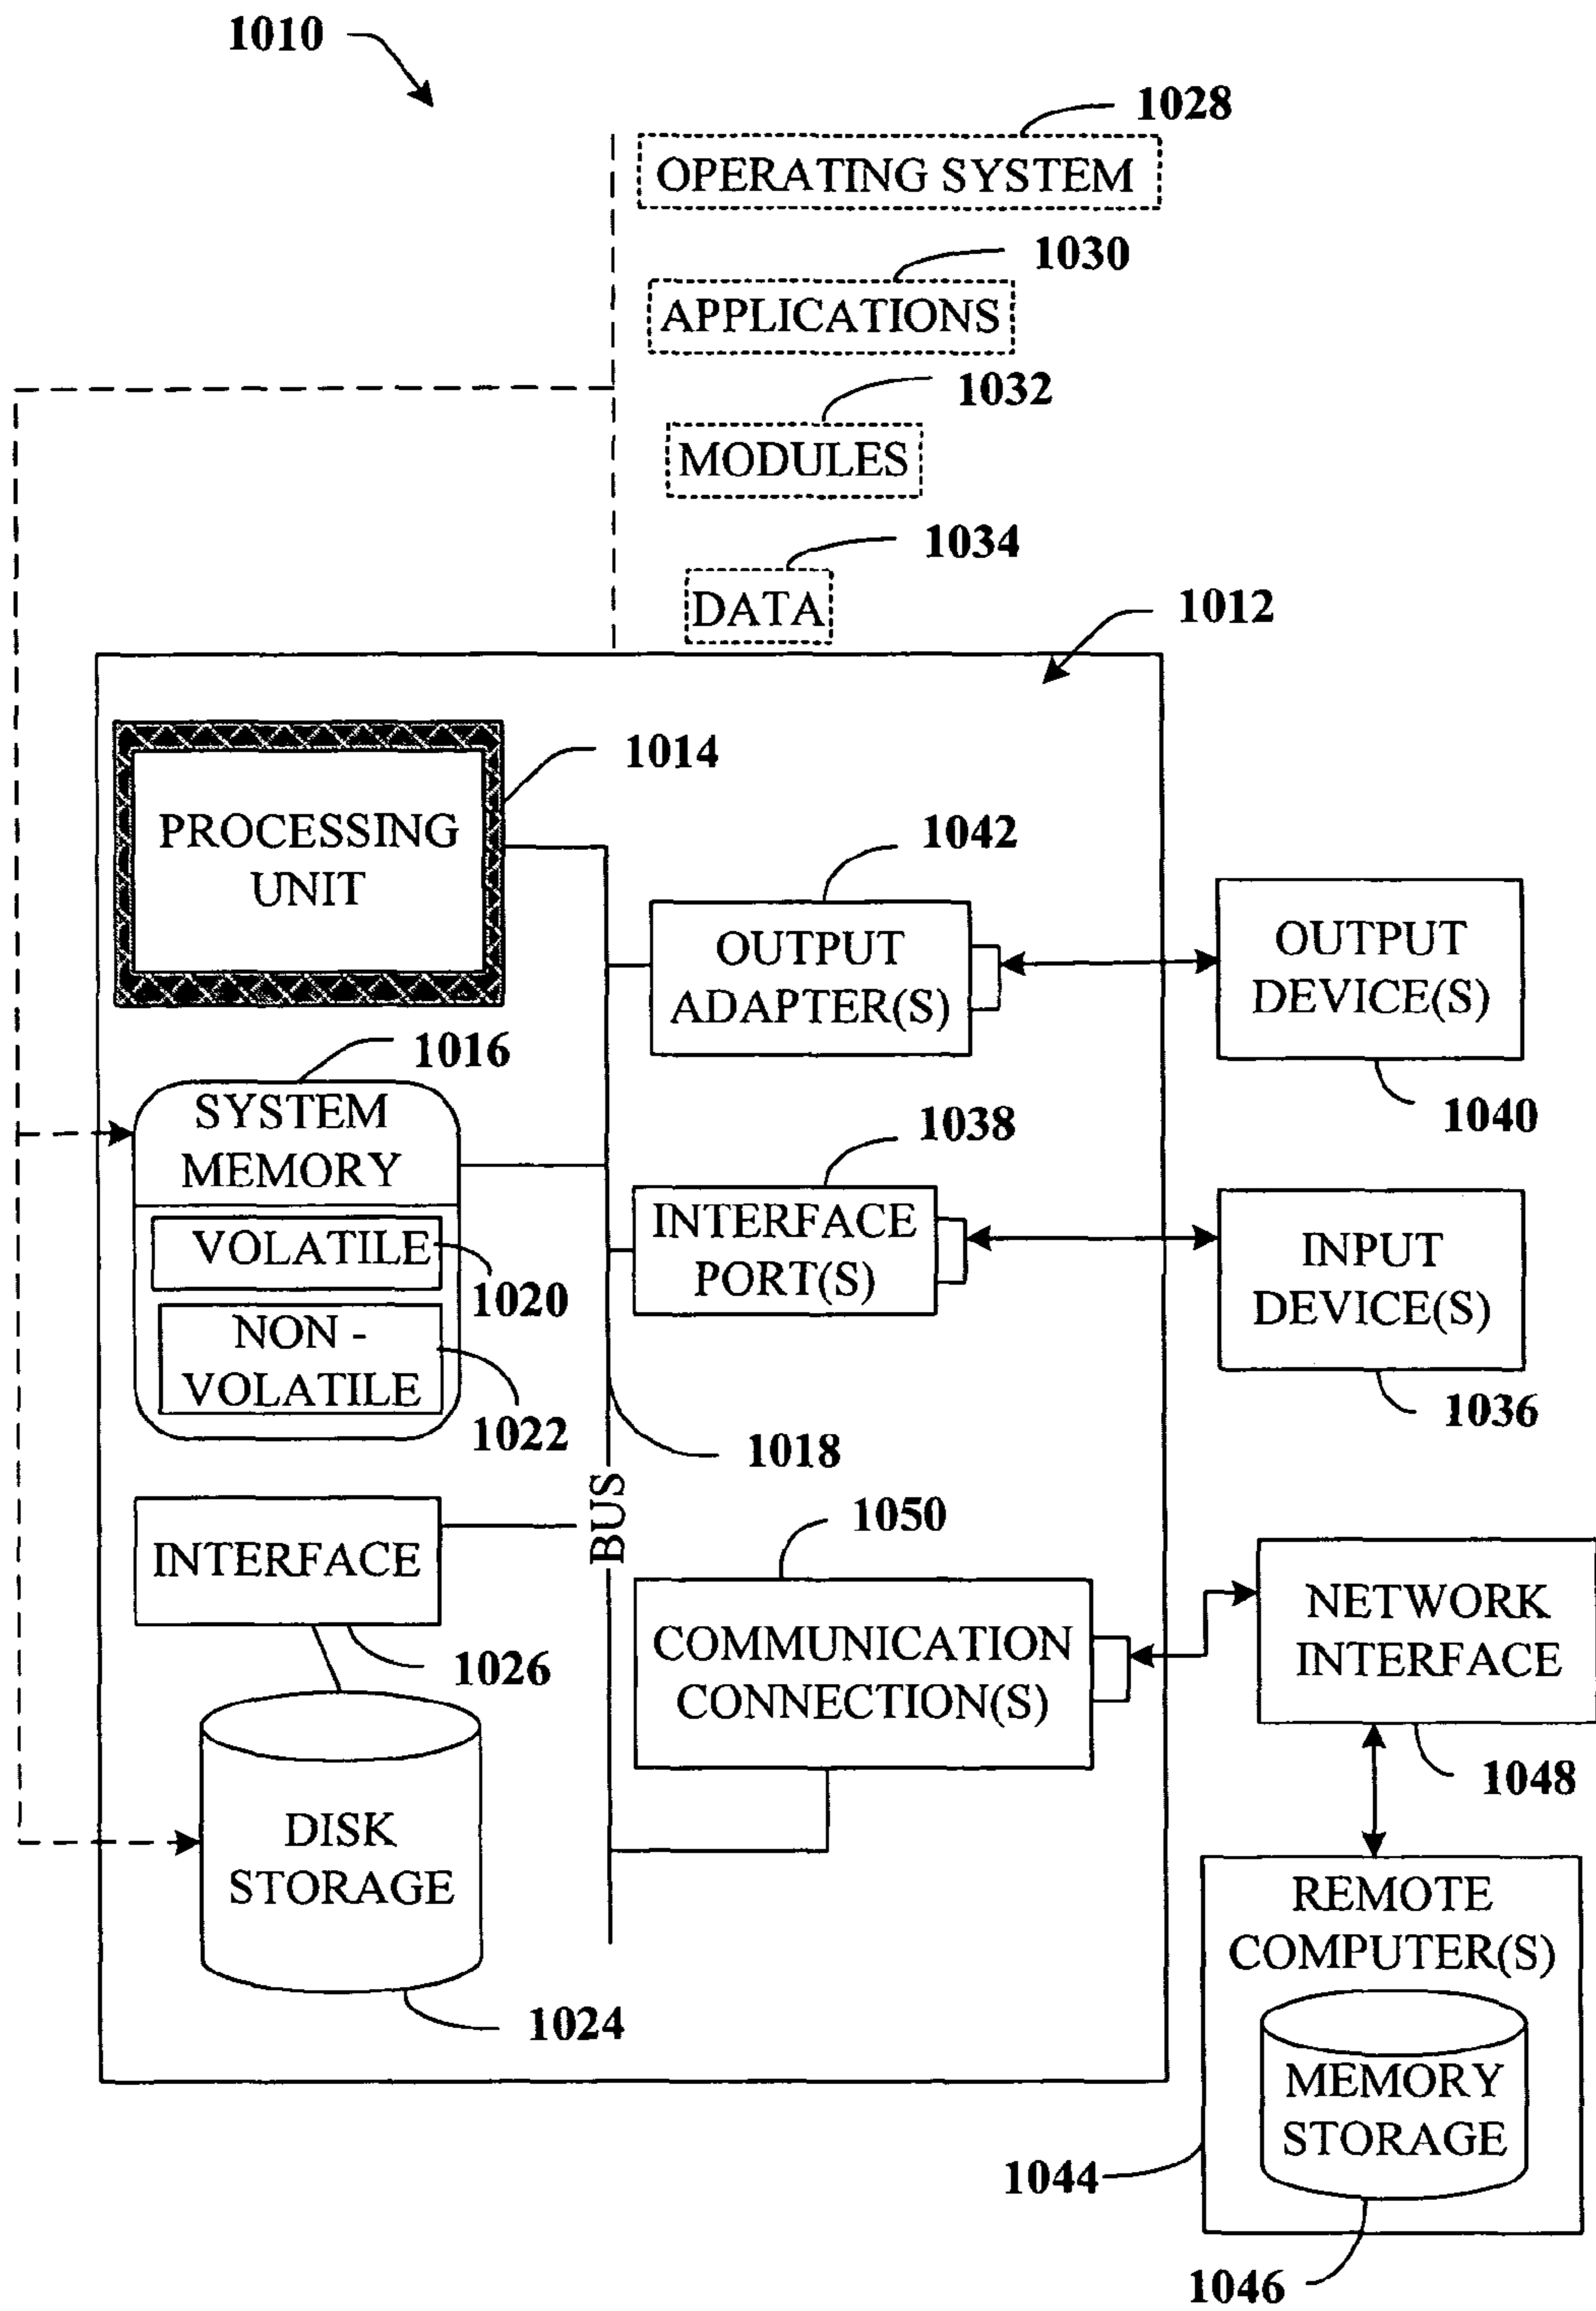 1010
1028
OPERATING SYSTEM
1030
APPLICATIONS
1032
MODULES
1034
DATA
1012
PROCESSING
UNIT
1014
1042
OUTPUT
ADAPTER(S)
OUTPUT
DEVICE(S)
1040
1016
SYSTEM
MEMORY
VOLATILE
1020
NON -
VOLATILE
1022
1038
INTERFACE
PORT(S)
INPUT
DEVICE(S)
1036
1018
BUS
INTERFACE
1026
1050
COMMUNICATION
CONNECTION(S)
NETWORK
INTERFACE
1048
DISK
STORAGE
1024
REMOTE
COMPUTER(S)
MEMORY
STORAGE
1044
1046